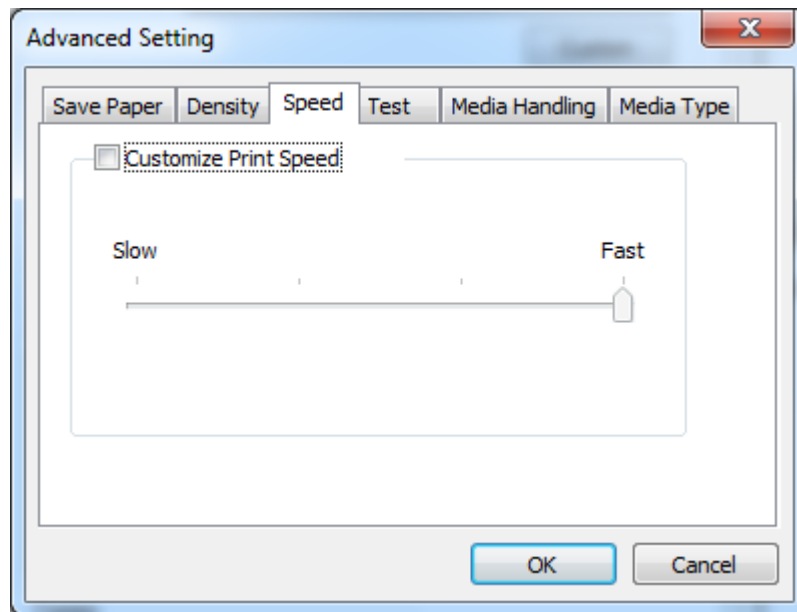 Advanced Setting
Save Paper Density Speed Test Media Handling Media Type
Customize Print Speed
Slow Fast
OK Cancel